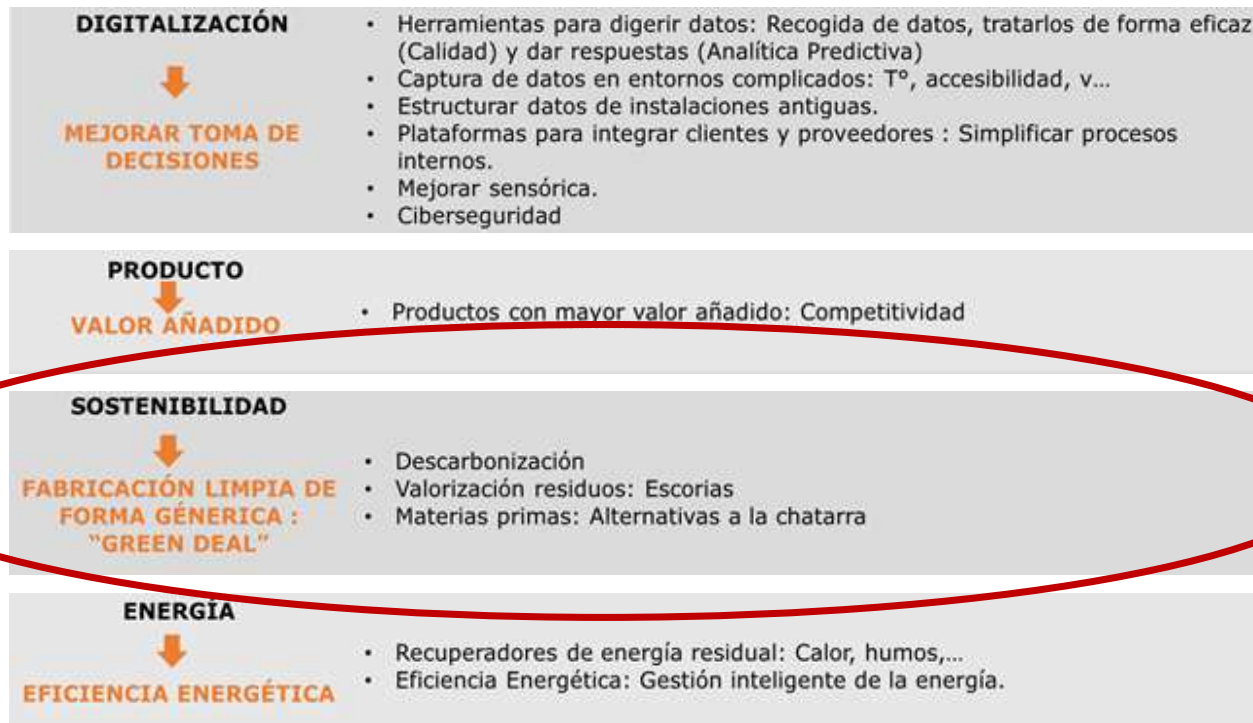 DIGITALIZACIÓN
MEJORAR TOMA DE
DECISIONES
• Herramientas para digerir datos: Recogida de datos, tratarlos de forma eficaz
(Calidad) y dar respuestas (Analítica Predictiva)
• Captura de datos en entornos complicados: Tº, accesibilidad, v…
• Estructurar datos de instalaciones antiguas.
• Plataformas para integrar clientes y proveedores : Simplificar procesos
internos.
• Mejorar sensórica.
• Ciberseguridad
PRODUCTO
VALOR AÑADIDO
• Productos con mayor valor añadido: Competitividad
SOSTENIBILIDAD
FABRICACIÓN LIMPIA DE
FORMA GÉNERICA :
“GREEN DEAL”
• Descarbonización
• Valorización residuos: Escorias
• Materias primas: Alternativas a la chatarra
ENERGÍA
EFICIENCIA ENERGÉTICA
• Recuperadores de energía residual: Calor, humos,…
• Eficiencia Energética: Gestión inteligente de la energía.